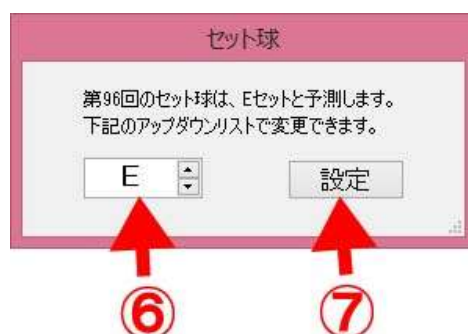 セット球
第96回のセット球は、Eセットと予測します。
下記のアップダウンリストで変更できます。
E
設定
⑥
⑦